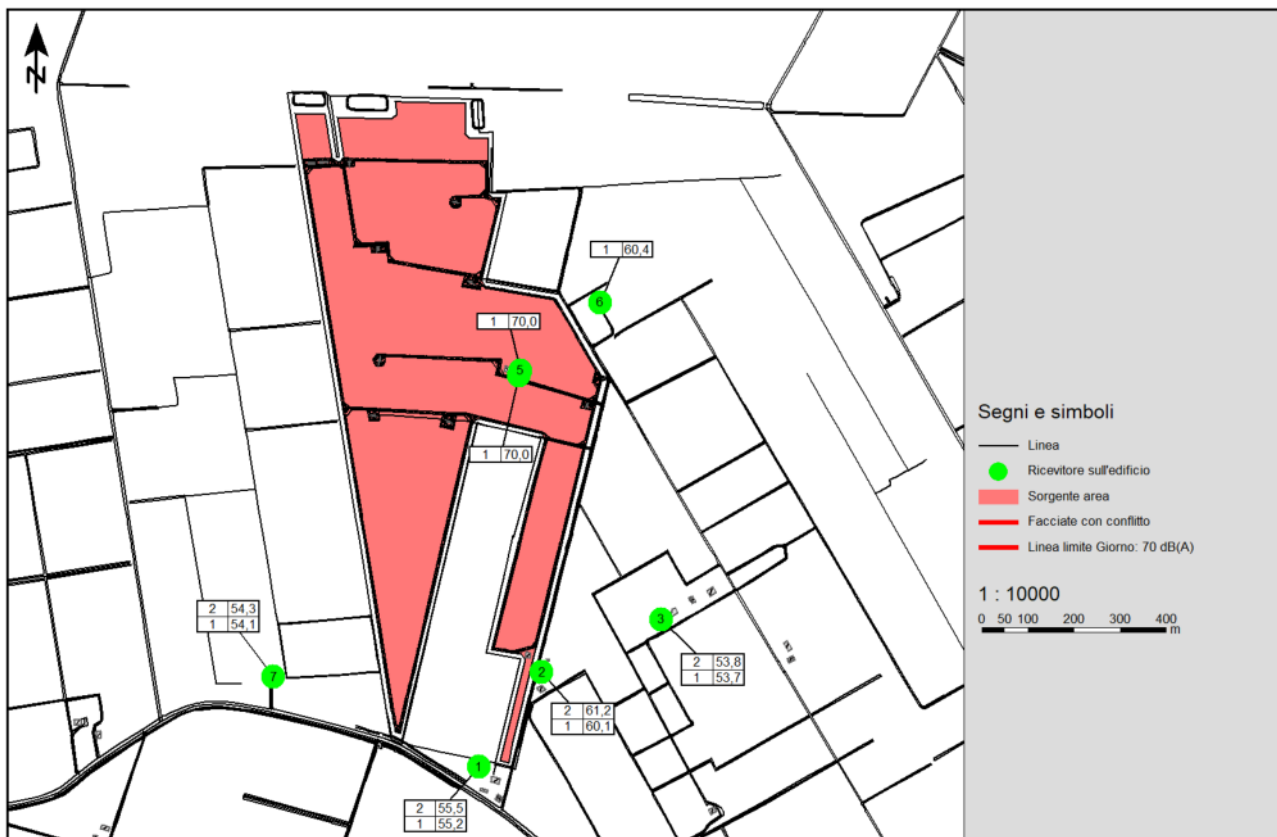 N
1 60,4
6
1 70,0
5
1 70,0
2 54,3
1 54,1
7
3
2 53,8
1 53,7
2
2 61,2
1 60,1
1
2 55,5
1 55,2
Segni e simboli
Linea
Ricevitore sull'edificio
Sorgente area
Facciate con conflitto
Linea limite Giorno: 70 dB(A)
1 : 10000
0 50 100 200 300 400
m